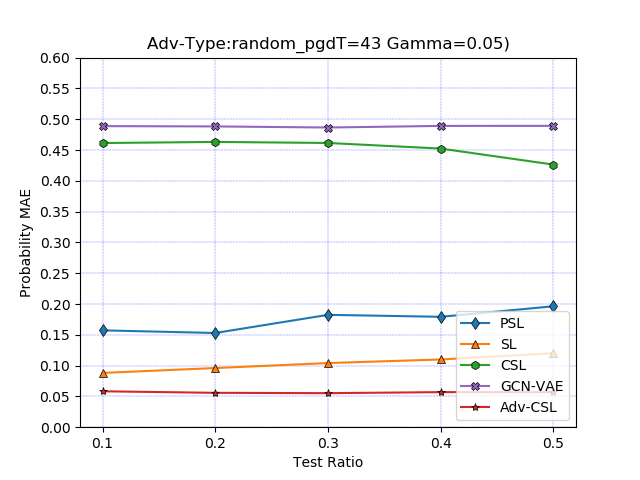 Adv-Type:random_pgdT=43 Gamma=0.05)
0.60
0.55
0.50
0.45
0.40
0.35
0.30
0.25
0.20
0.15
0.10
0.05
0.00
Probability MAE
PSL
SL
CSL
GCN-VAE
Adv-CSL
0.1 0.2 0.3 0.4 0.5
Test Ratio